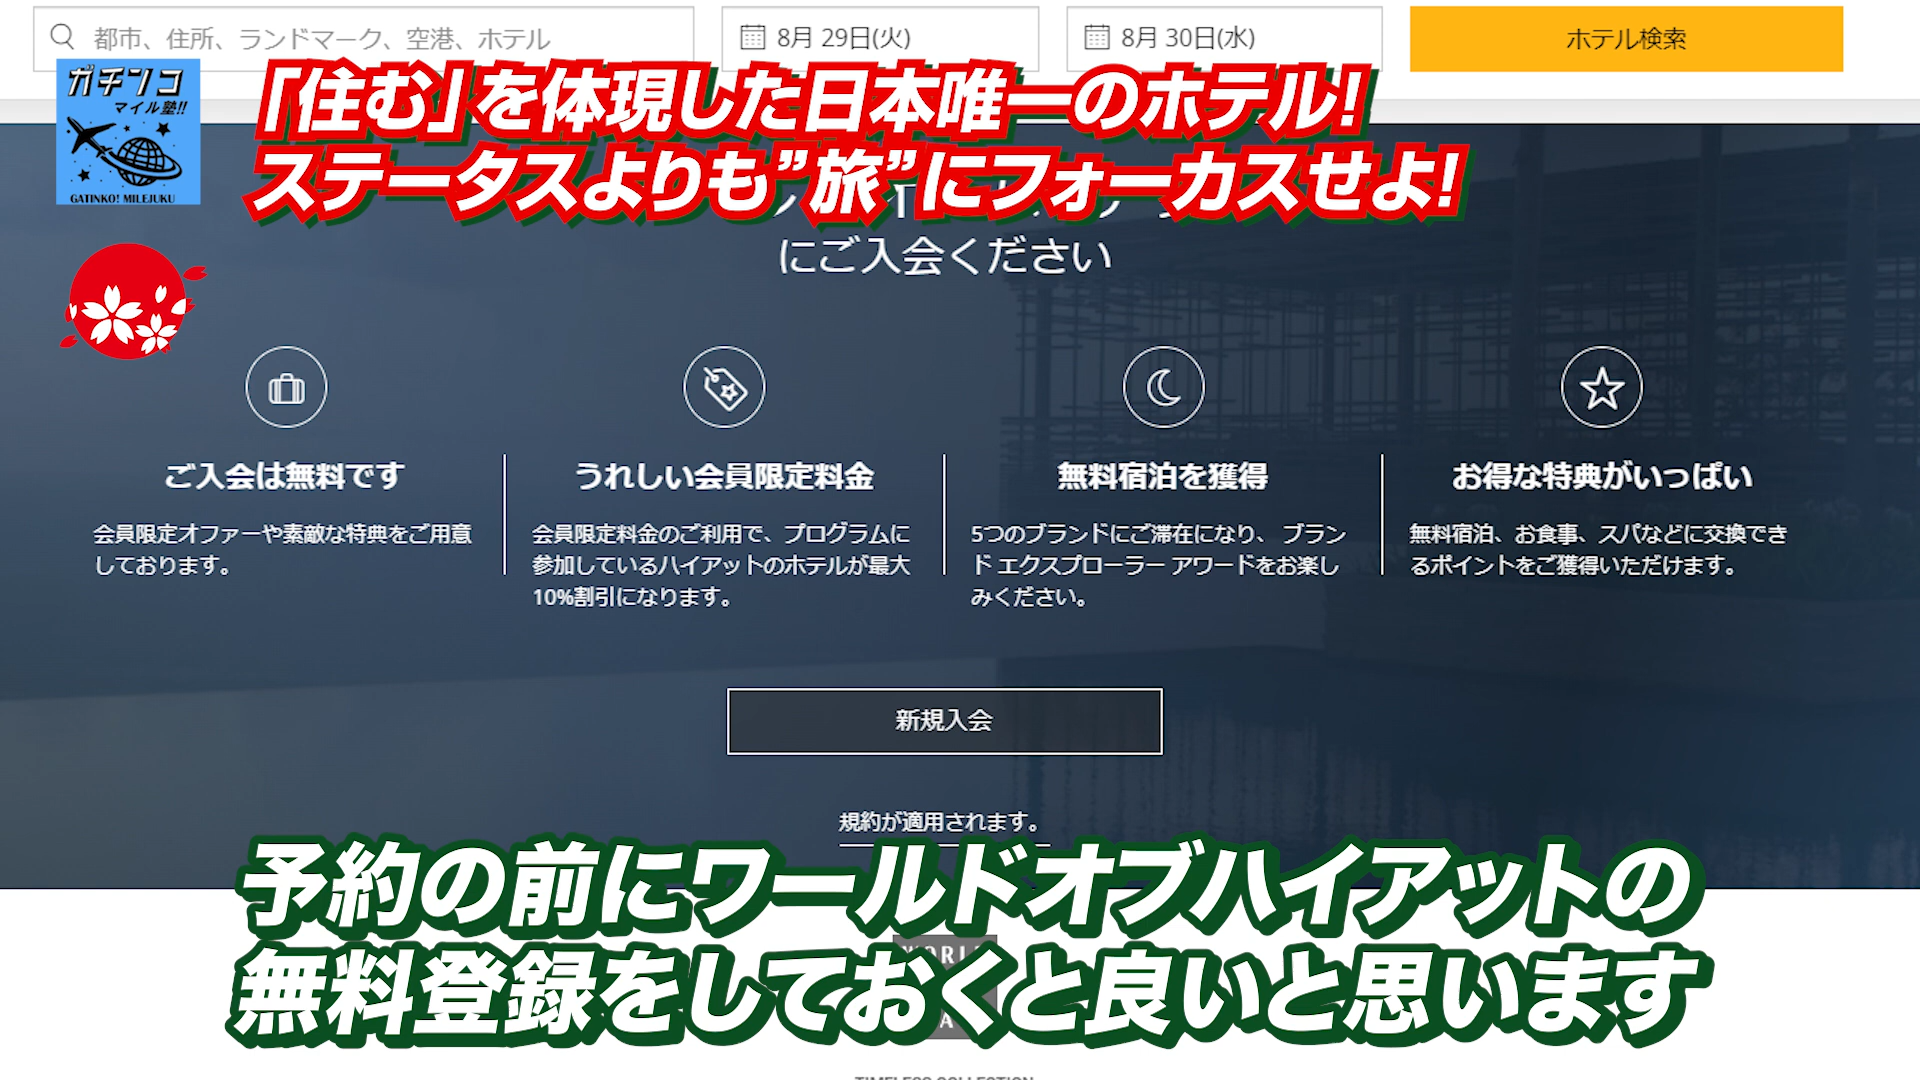 都市、住所、ランドマーク、空港、ホテル
8月 29日(火)
8月 30日(水)
ホテル検索
ガチンコ
マイル塾!!
GATINKO! MILEJUKU
「住む」を体現した日本唯一のホテル!
ステータスよりも”旅”にフォーカスせよ!
にご入会ください
ご入会は無料です
会員限定オファーや素敵な特典をご用意
しております。
うれしい会員限定料金
会員限定料金のご利用で、プログラムに
参加しているハイアットのホテルが最大
10%割引になります。
無料宿泊を獲得
5つのブランドにご滞在になり、 ブラン
ド エクスプローラー アワードをお楽し
みください。
お得な特典がいっぱい
無料宿泊、お食事、スパなどに交換でき
るポイントをご獲得いただけます。
新規入会
規約が適用されます。
予約の前にワールドオブハイアットの
無料登録をしておくと良いと思います
TIMELESS COLLECTION